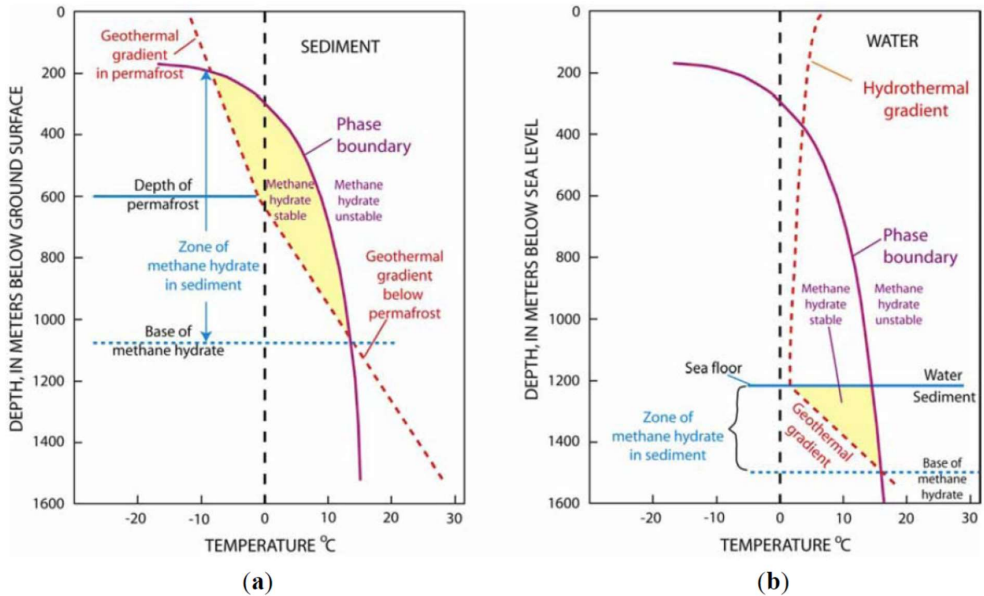 SEDIMENT
Geothermal
gradient
in permafrost
0
200
400
600
800
1000
1200
1400
1600
DEPTH, IN METERS BELOW GROUND SURFACE
Phase
boundary
Depth of
permafrost
Methane
hydrate
stable
Methane
hydrate
unstable
Zone of
methane hydrate
in sediment
Geothermal
gradient
below
permafrost
Base of
methane hydrate
-20
-10
0
10
20
30
TEMPERATURE °C
(a)
WATER
Hydrothermal
gradient
0
200
400
600
800
1000
1200
1400
1600
DEPTH, IN METERS BELOW SEA LEVEL
Phase
boundary
Methane
hydrate
stable
Methane
hydrate
unstable
Sea floor
Water
Sediment
Zone of
methane hydrate
in sediment
Geothermal
gradient
Base of
methane
hydrate
-20
-10
0
10
20
30
TEMPERATURE °C
(b)